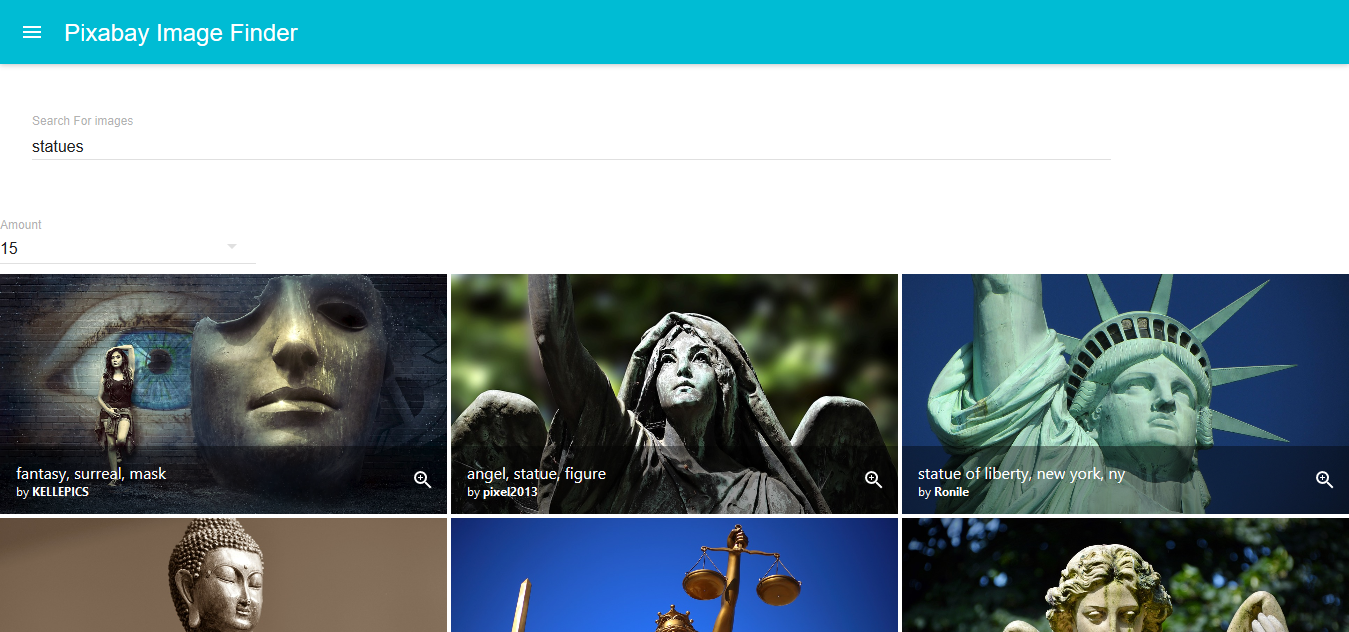 Pixabay Image Finder
Search For images
statues
Amount
15
fantasy, surreal, mask
by KELLEPICS
angel, statue, figure
by pixel2013
statue of liberty, new york, ny
by Ronile